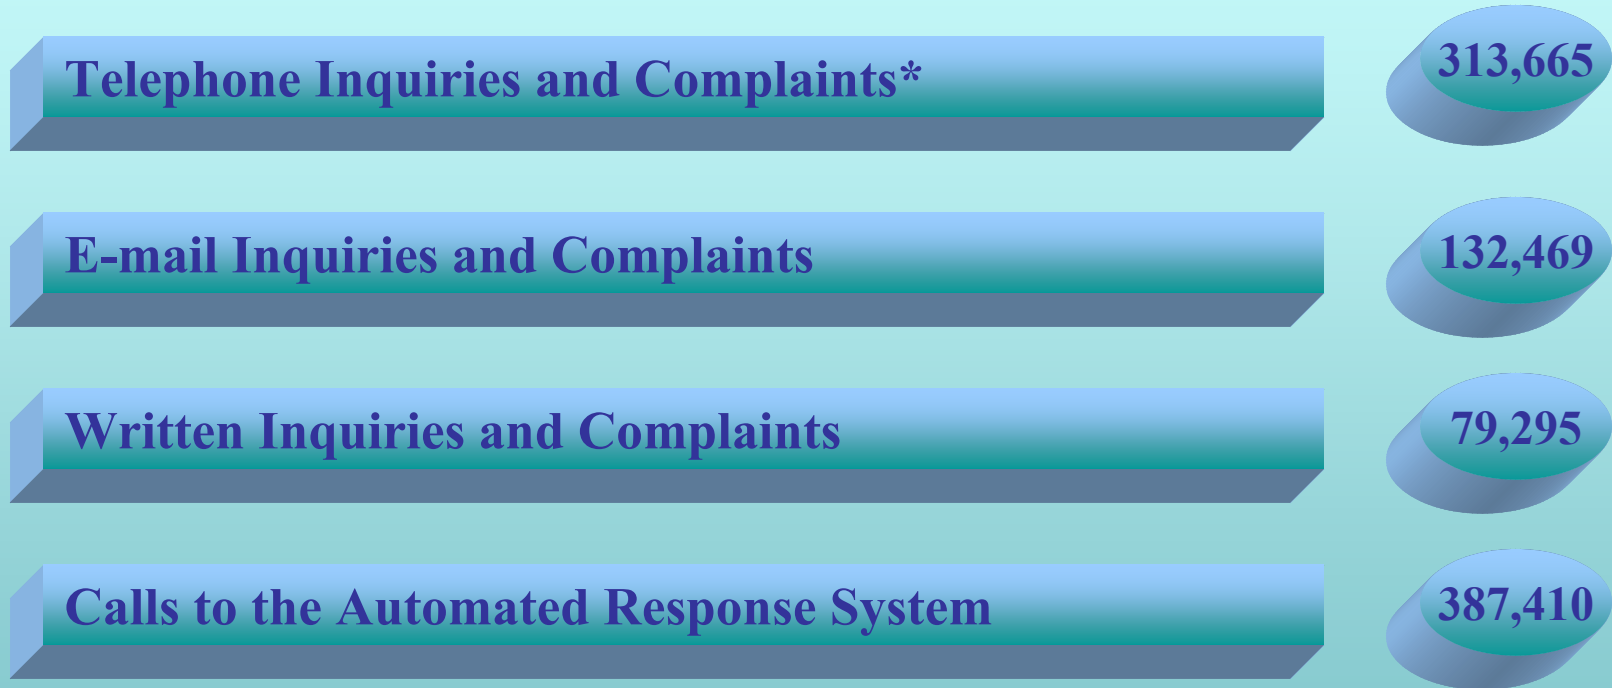 Telephone Inquiries and Complaints* 313,665
E-mail Inquiries and Complaints 132,469
Written Inquiries and Complaints 79,295
Calls to the Automated Response System 387,410